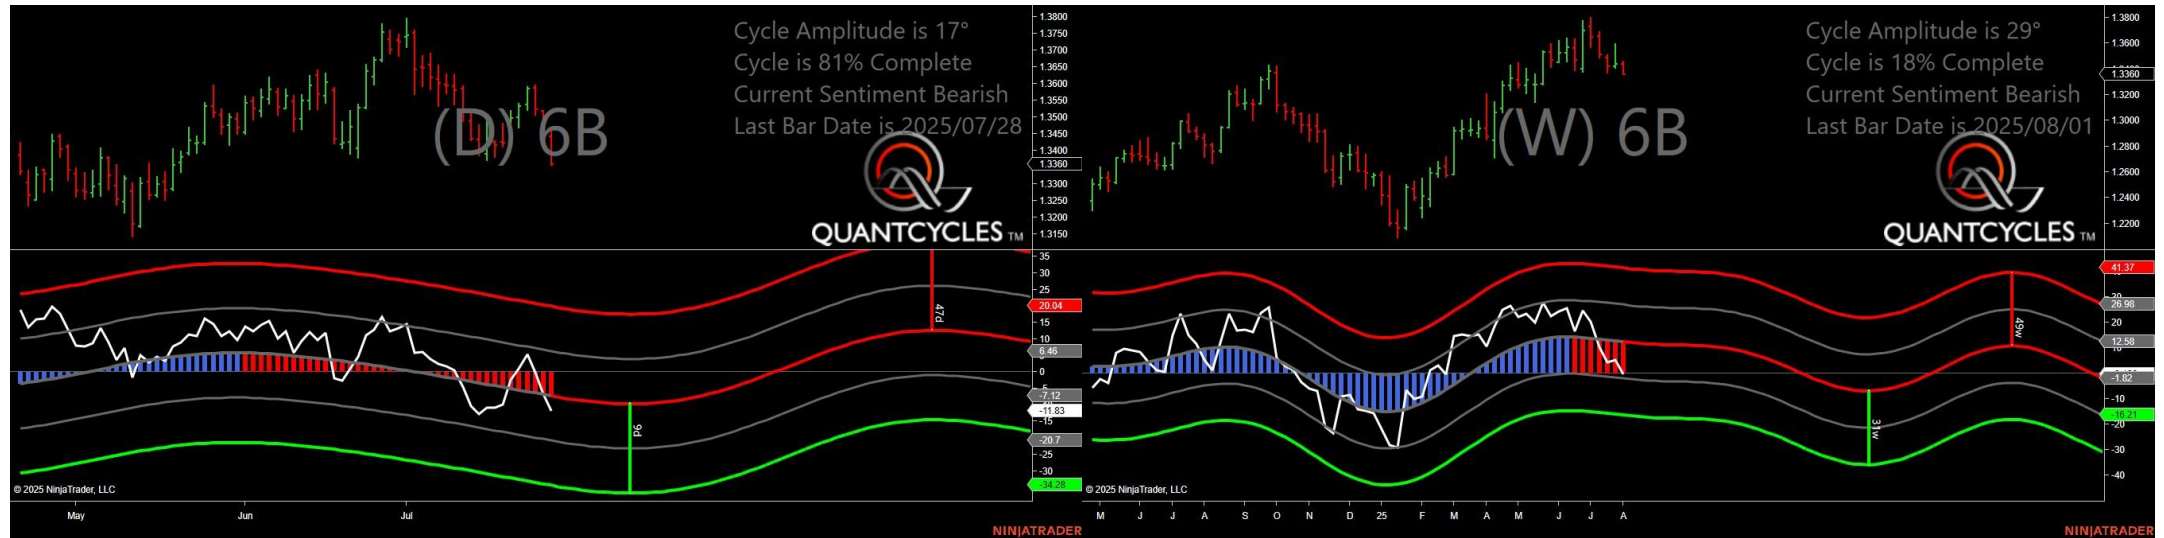 Cycle Amplitude is 17°
Cycle is 81% Complete
Current Sentiment Bearish
Last Bar Date is 2025/07/28
(D) 6B
QUANTCYCLES TM
1.3800
1.3750
1.3700
1.3650
1.3600
1.3550
1.3500
1.3450
1.3400
1.3360
1.3300
1.3250
1.3200
1.3150
35
30
25
20.04
15
10
6.46
0
-7.12
-11.83
-15
-20.7
-25
-30
-34.28
47d
9d
© 2025 NinjaTrader, LLC
May Jun Jul
NINJATRADER
Cycle Amplitude is 29°
Cycle is 18% Complete
Current Sentiment Bearish
Last Bar Date is 2025/08/01
(W) 6B
QUANTCYCLES TM
1.3800
1.3600
1.3360
1.3200
1.3000
1.2800
1.2600
1.2400
1.2200
41.37
26.98
20
12.58
-1.82
-10
-16.21
-20
-30
-40
49w
31w
© 2025 NinjaTrader, LLC
M J J A S O N D 25 F M A M J J A
NINJATRADER